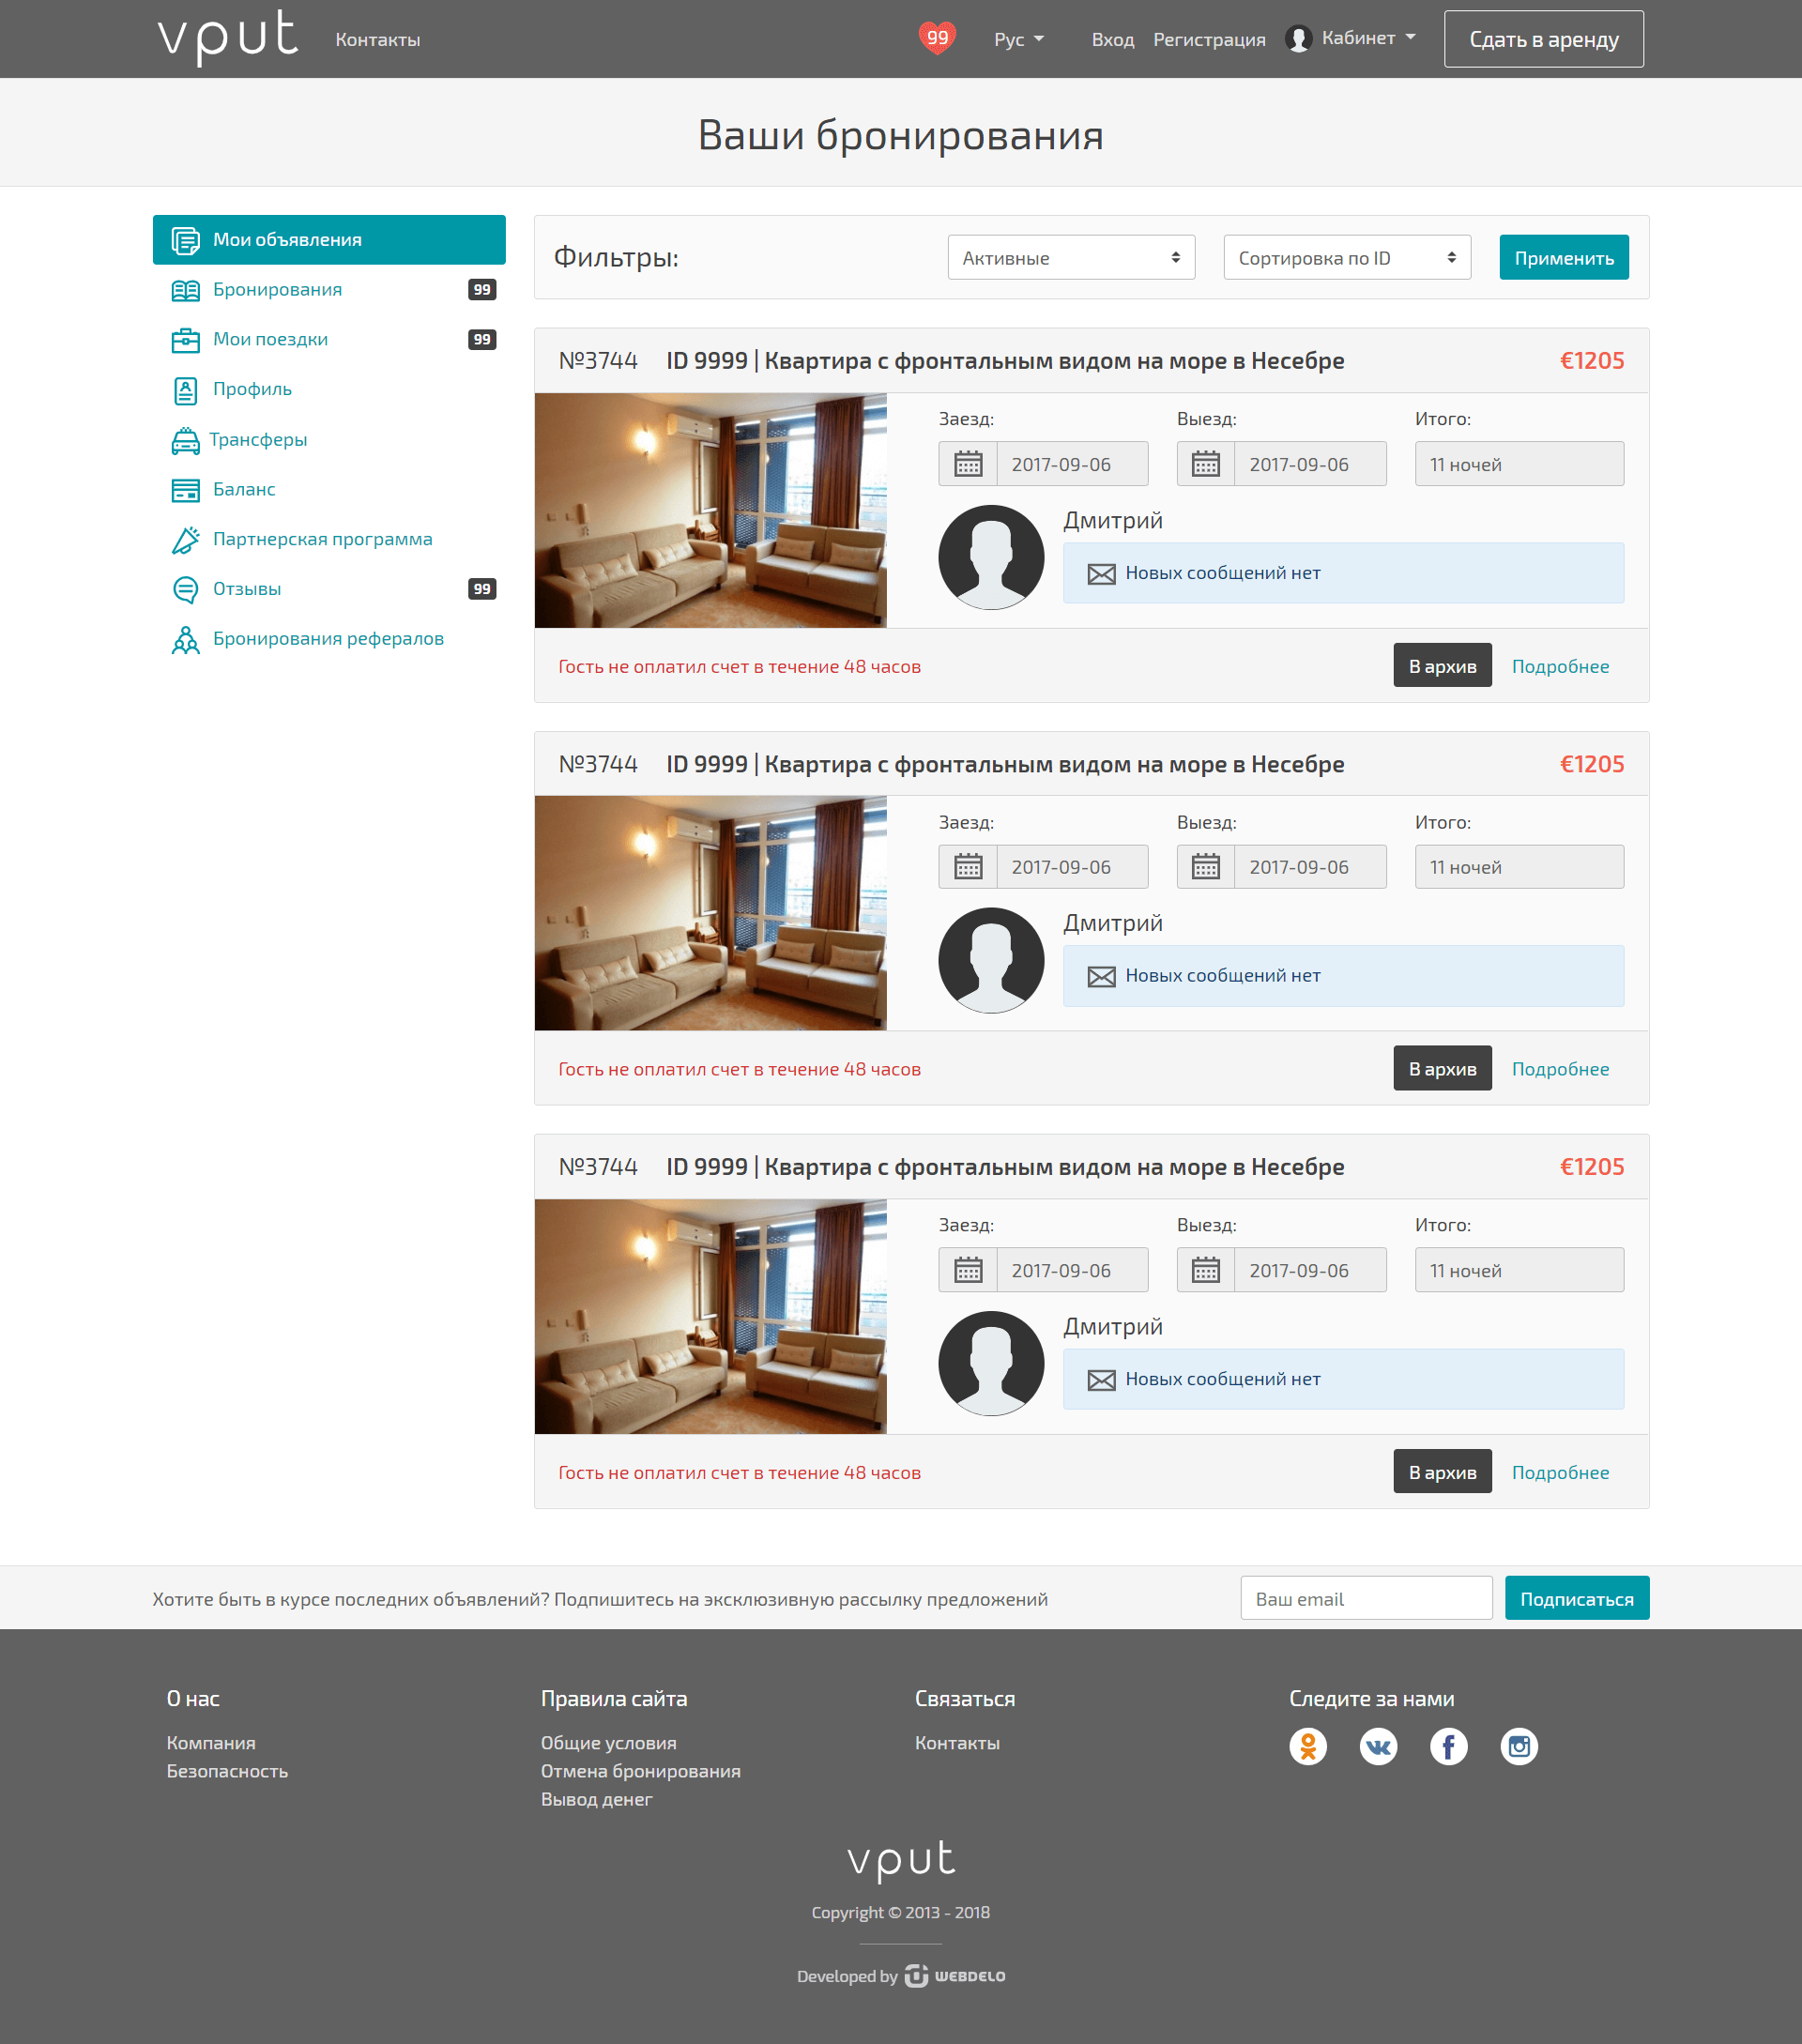 vput
Контакты
99
Рус
Вход
Регистрация
Кабинет
Сдать в аренду
Ваши бронирования
Мои объявления
Бронирования
99
Мои поездки
99
Профиль
Трансферы
Баланс
Партнерская программа
Отзывы
99
Бронирования рефералов
Фильтры:
Активные
Сортировка по ID
Применить
№3744 ID 9999 | Квартира с фронтальным видом на море в Несебре €1205
Заезд:
Выезд:
Итого:
2017-09-06
2017-09-06
11 ночей
Дмитрий
Новых сообщений нет
Гость не оплатил счет в течение 48 часов
В архив
Подробнее
№3744 ID 9999 | Квартира с фронтальным видом на море в Несебре €1205
Заезд:
Выезд:
Итого:
2017-09-06
2017-09-06
11 ночей
Дмитрий
Новых сообщений нет
Гость не оплатил счет в течение 48 часов
В архив
Подробнее
№3744 ID 9999 | Квартира с фронтальным видом на море в Несебре €1205
Заезд:
Выезд:
Итого:
2017-09-06
2017-09-06
11 ночей
Дмитрий
Новых сообщений нет
Гость не оплатил счет в течение 48 часов
В архив
Подробнее
Хотите быть в курсе последних объявлений? Подпишитесь на эксклюзивную рассылку предложений
Ваш email
Подписаться
О нас
Компания
Безопасность
Правила сайта
Общие условия
Отмена бронирования
Вывод денег
Связаться
Контакты
Следите за нами
vput
Copyright © 2013 - 2018
Developed by WEBDELO